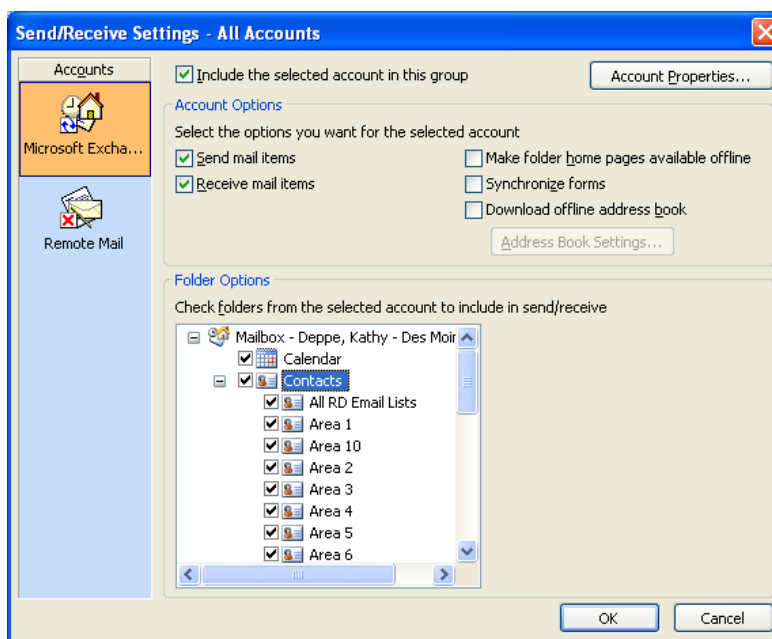 Send/Receive Settings - All Accounts
Accounts
Microsoft Excha...
Remote Mail
Include the selected account in this group
Account Properties...
Account Options
Select the options you want for the selected account
Send mail items
Make folder home pages available offline
Receive mail items
Synchronize forms
Download offline address book
Address Book Settings...
Folder Options
Check folders from the selected account to include in send/receive
Mailbox - Deppe, Kathy - Des Moir
Calendar
Contacts
All RD Email Lists
Area 1
Area 10
Area 2
Area 3
Area 4
Area 5
Area 6
OK
Cancel